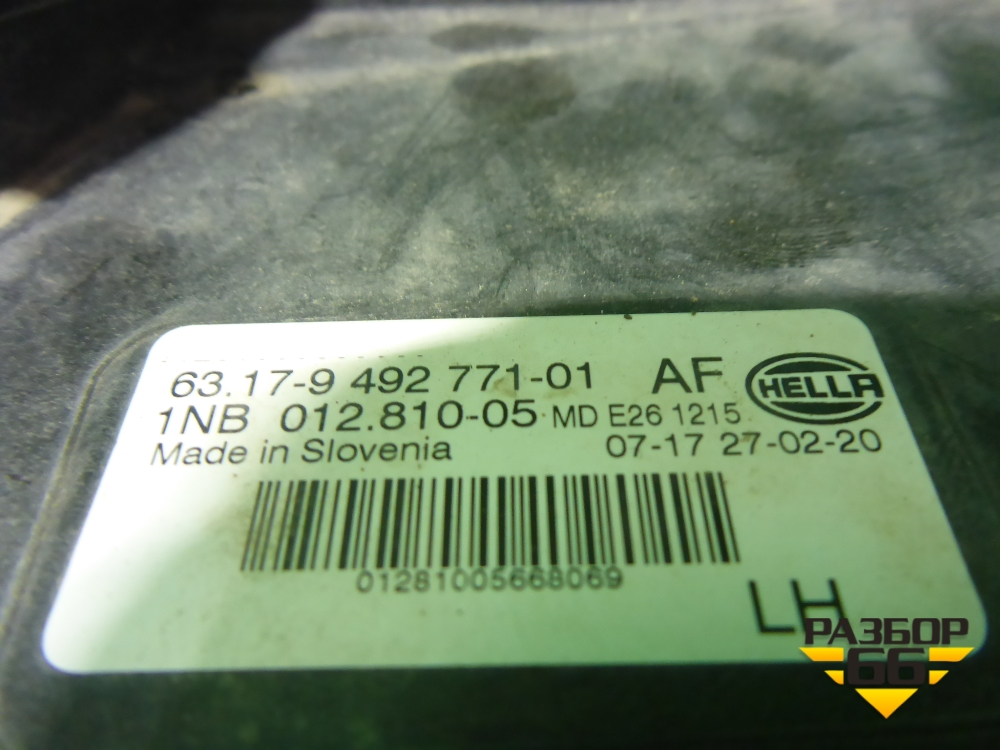 63.17-9 492 771-01 AF HELLA
1NB 012.810-05 MD E26 1215
Made in Slovenia 07-17 27-02-20
01281005668069
LH
РАЗБОР
66